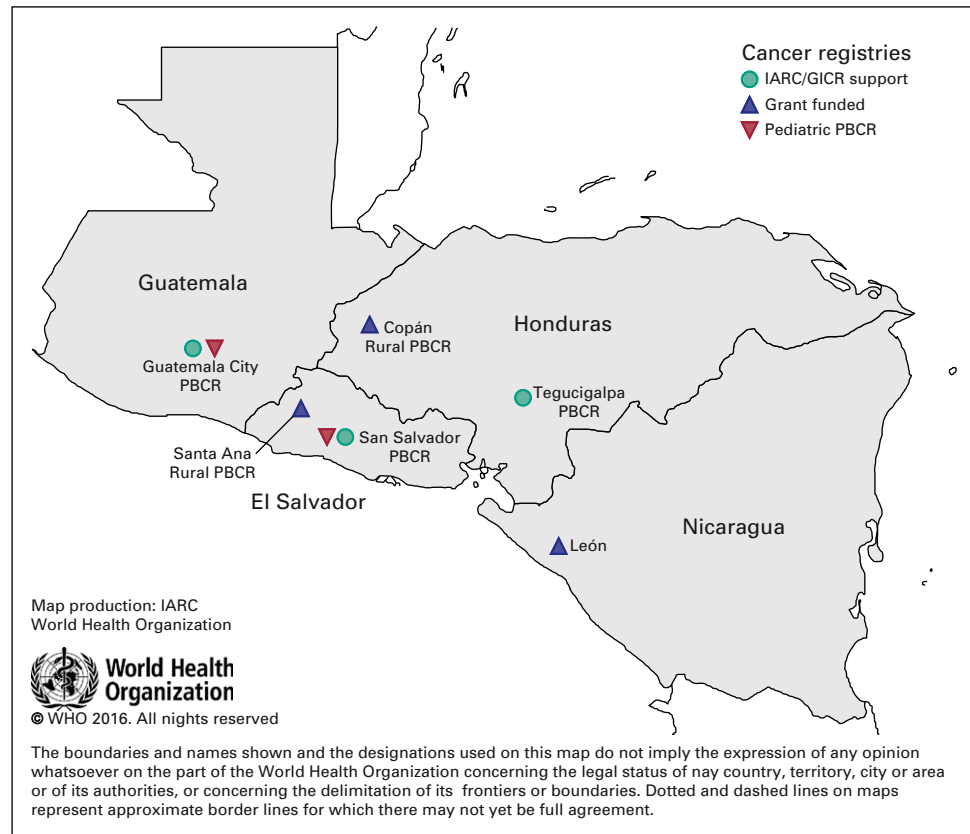 Cancer registries
IARC/GICR support
Grant funded
Pediatric PBCR
Guatemala
Copán
Rural PBCR
Honduras
Guatemala City
PBCR
Tegucigalpa
PBCR
San Salvador
PBCR
Santa Ana
Rural PBCR
El Salvador
Nicaragua
León
Map production: IARC
World Health Organization
World Health
Organization
© WHO 2016. All rights reserved
The boundaries and names shown and the designations used on this map do not imply the expression of any opinion
whatsoever on the part of the World Health Organization concerning the legal status of nay country, territory, city or area
or of its authorities, or concerning the delimitation of its frontiers or boundaries. Dotted and dashed lines on maps
represent approximate border lines for which there may not yet be full agreement.